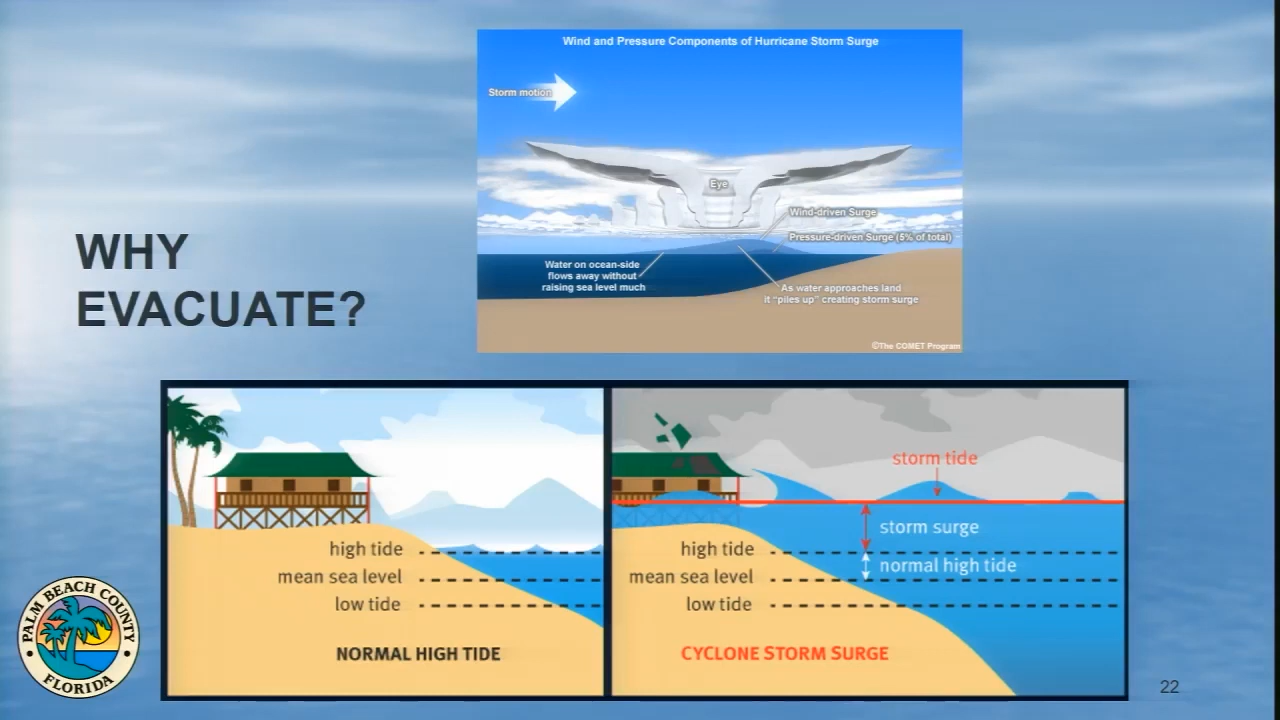 Wind and Pressure Components of Hurricane Storm Surge
Storm motion
Eye
Wind-driven Surge
Pressure-driven Surge (5% of total)
Water on ocean-side
flows away without
raising sea level much
As water approaches land
it "piles up" creating storm surge
©The COMET Program
WHY
EVACUATE?
high tide
mean sea level
low tide
NORMAL HIGH TIDE
storm tide
storm surge
high tide
normal high tide
mean sea level
low tide
CYCLONE STORM SURGE
PALM BEACH COUNTY
FLORIDA
22